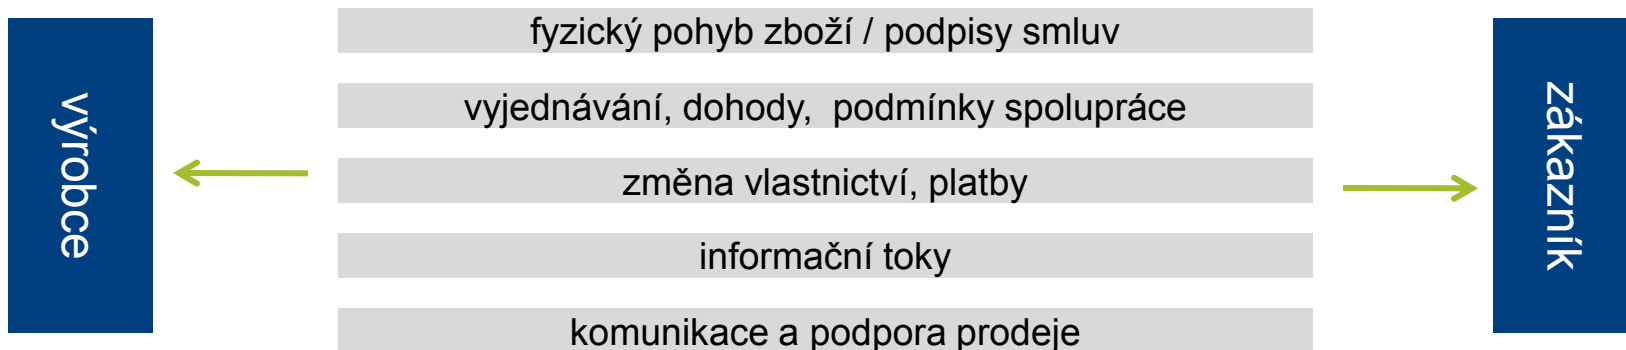 výrobce
fyzický pohyb zboží / podpisy smluv
vyjednávání, dohody, podmínky spolupráce
změna vlastnictví, platby
informační toky
komunikace a podpora prodeje
zákazník